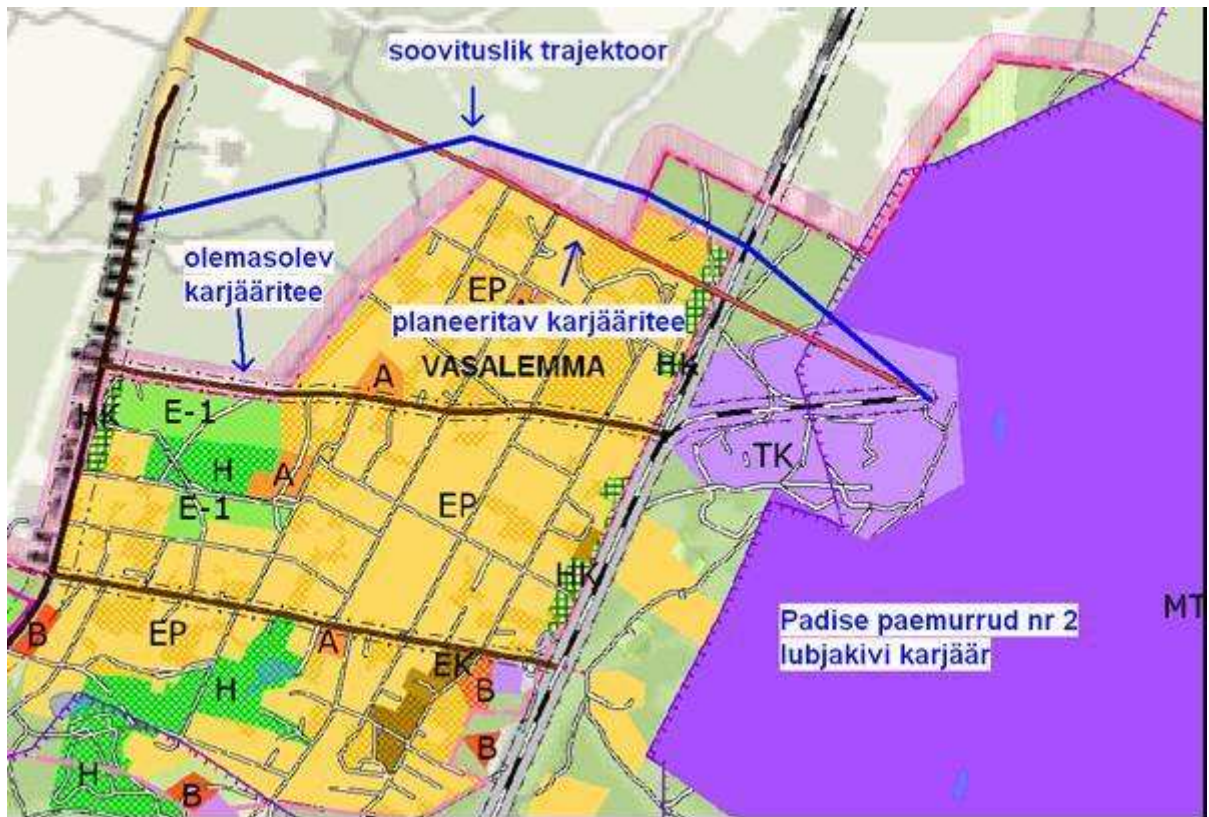 soovituslik trajektoor
olemasolev
karjääritee
EP
planeeritav karjääritee
VASALEMMA
HK
A
HK
E-1
H
A
TK
E-1
EP
HK
Padise paemurrud nr 2
lubjakivi karjäär
MT
B
EP
A
EK
B
H
B
H
B